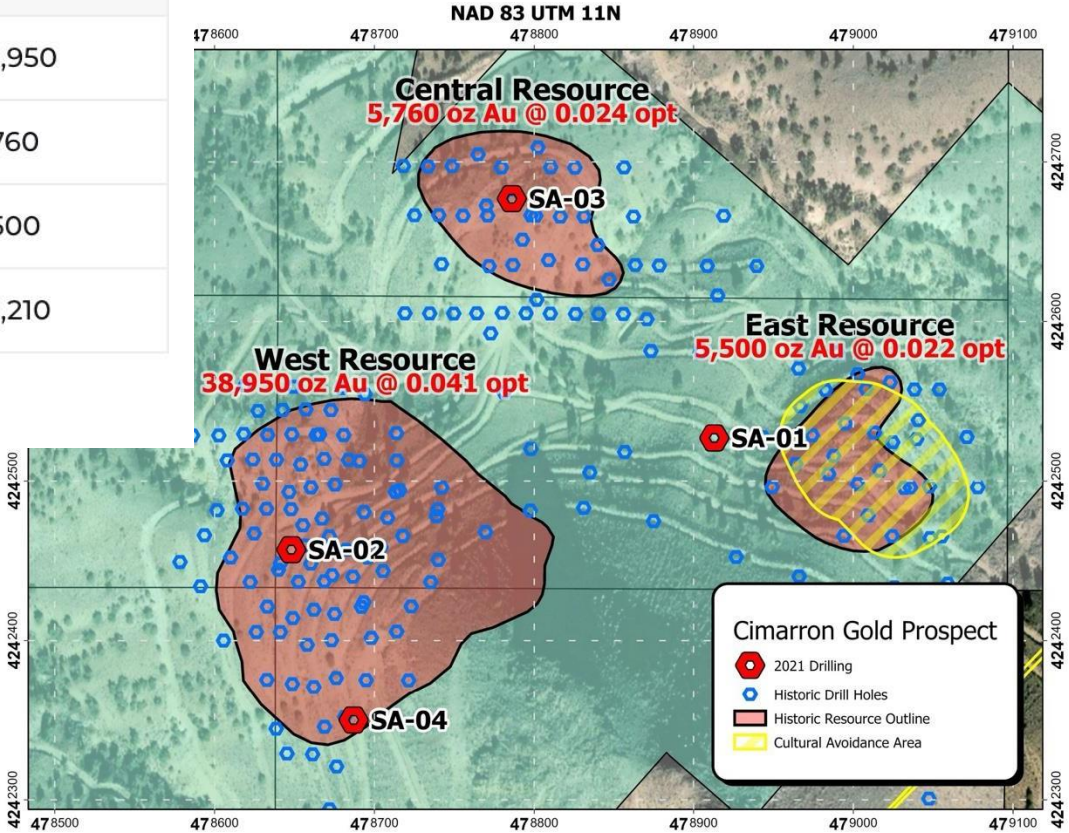 ,950
760
500
,210
NAD 83 UTM 11N
478600
478700
478800
478900
479000
479100
Central Resource
5,760 oz Au @ 0.024 opt
SA-03
4242700
4242600
East Resource
5,500 oz Au @ 0.022 opt
West Resource
38,950 oz Au @ 0.041 opt
SA-01
4242500
4242500
SA-02
SA-04
4242400
4242400
4242300
4242300
Cimarron Gold Prospect
2021 Drilling
Historic Drill Holes
Historic Resource Outline
Cultural Avoidance Area
478500
478600
478700
478800
478900
479000
479100